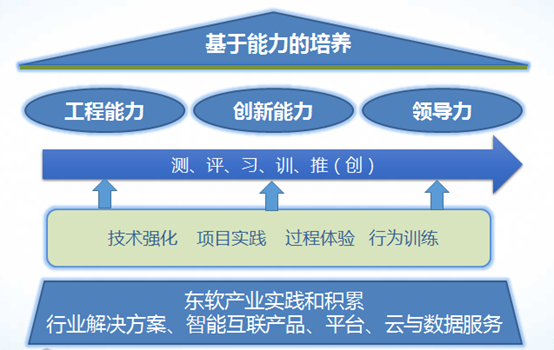 基于能力的培养
工程能力 创新能力 领导力
测、评、习、训、推（创）
技术强化 项目实践 过程体验 行为训练
东软产业实践和积累
行业解决方案、智能互联产品、平台、云与数据服务